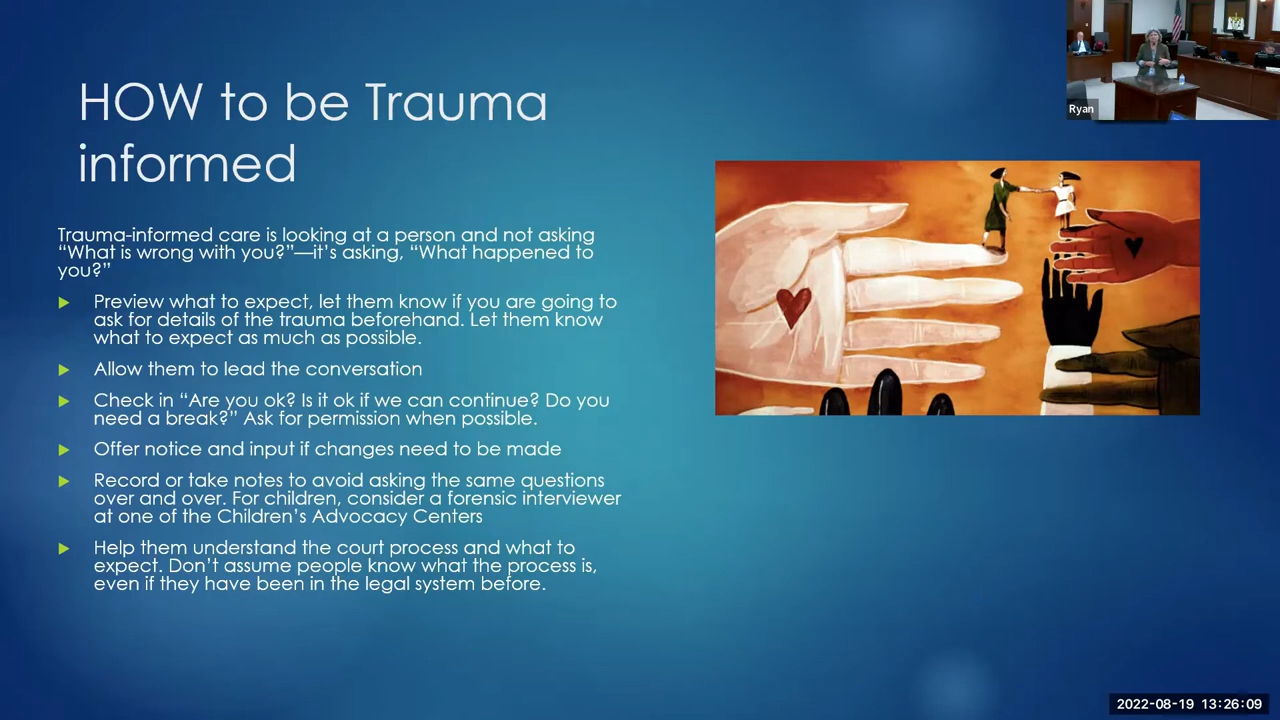 Ryan
HOW to be Trauma
informed
Trauma-informed care is looking at a person and not asking
“What is wrong with you?”—it’s asking, “What happened to
you?”
Preview what to expect, let them know if you are going to
ask for details of the trauma beforehand. Let them know
what to expect as much as possible.
Allow them to lead the conversation
Check in “Are you ok? Is it ok if we can continue? Do you
need a break?” Ask for permission when possible.
Offer notice and input if changes need to be made
Record or take notes to avoid asking the same questions
over and over. For children, consider a forensic interviewer
at one of the Children’s Advocacy Centers
Help them understand the court process and what to
expect. Don’t assume people know what the process is,
even if they have been in the legal system before.
2022-08-19 13:26:09